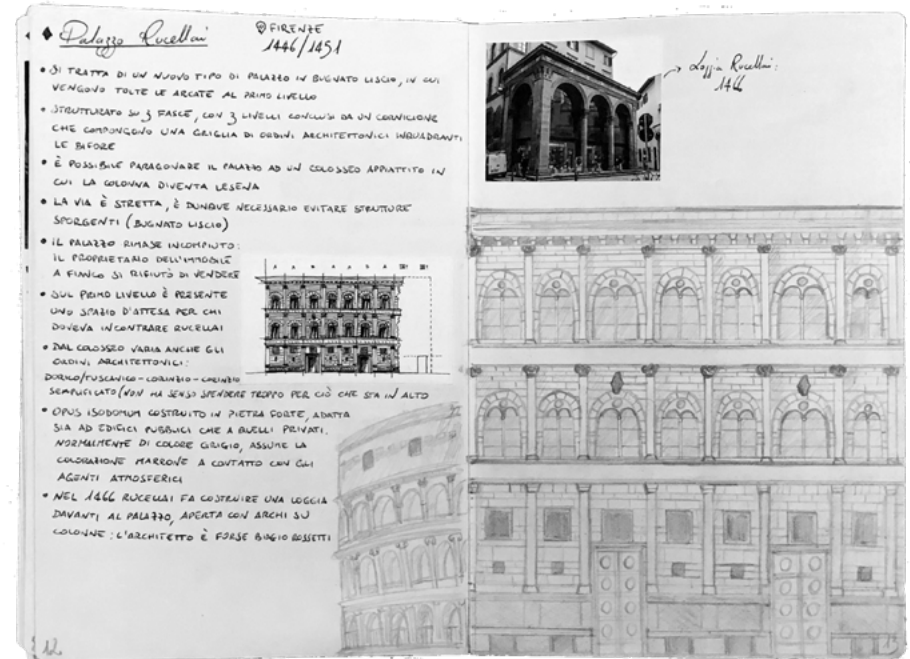 Palazzo Rucellai
FIRENZE
1446/1451
• SI TRATTA DI UN NUOVO TIPO DI PALAZZO IN BUGNATO LISCIO, IN CUI
VENGONO TOLTE LE ARCATE AL PRIMO LIVELLO
• STRUTTURATO SU 3 FASCE, CON 3 LIVELLI CONCLUSI DA UN CORNICIONE
CHE COMPONGONO UNA GRIGLIA DI ORDINI ARCHITETTONICI INQUADRANTI
LE BIFORE
• È POSSIBILE PARAGONARE IL PALAZZO AD UN COLOSSEO APPIATTITO IN
CUI LA COLONNA DIVENTA LESENA
• LA VIA È STRETTA, È DUNQUE NECESSARIO EVITARE STRUTTURE
SPORGENTI (BUGNATO LISCIO)
• IL PALAZZO RIMASE INCOMPIUTO:
IL PROPRIETARIO DELL'IMMOBILE
A FIANCO SI RIFIUTÒ DI VENDERE
• SUL PRIMO LIVELLO È PRESENTE
UNO SPAZIO D'ATTESA PER CHI
DOVEVA INCONTRARE RUCELLAI
• DAL COLOSSEO VARIA ANCHE GLI
ORDINI ARCHITETTONICI:
DORICO/TUSCANICO - CORINZIO - CORINZIO
SEMPLIFICATO (NON HA SENSO SPENDERE TROPPO PER CIÒ CHE STA IN ALTO
• OPUS ISODOMUM COSTRUITO IN PIETRA FORTE, ADATTA
SIA AD EDIFICI PUBBLICI CHE A QUELLI PRIVATI.
NORMALMENTE DI COLORE GRIGIO, ASSUME LA
COLORAZIONE MARRONE A CONTATTO CON GLI
AGENTI ATMOSFERICI
• NEL 1466 RUCELLAI FA COSTRUIRE UNA LOGGIA
DAVANTI AL PALAZZO, APERTA CON ARCHI SU
COLONNE: L'ARCHITETTO È FORSE BIAGIO ROSSETTI
12
Loggia Rucellai:
1466
13